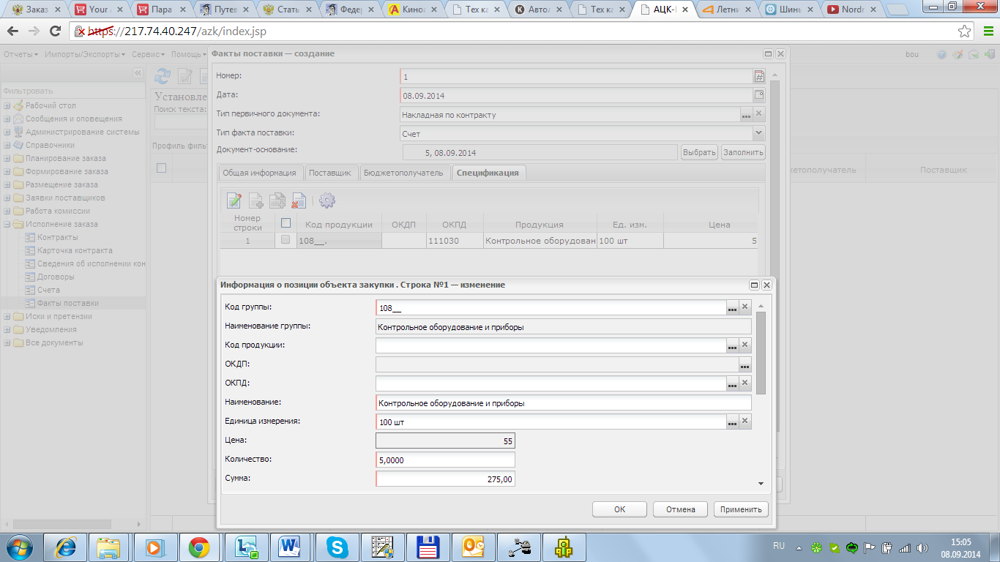 Заказ
Your A
Пара
Путев
Стать
Федер
Киноа
Тех ка
Автол
Тех ка
АЦК-
Летни
Шинь
Nordr
https://217.74.40.247/azk/index.jsp
Отчеты Импорты/Экспорты Сервис Помощь
bou
Фильтровать
Рабочий стол
Сообщения и оповещения
Администрирование системы
Справочники
Планирование заказа
Формирование заказа
Размещение заказа
Заявки поставщиков
Работа комиссии
Исполнение заказа
Контракты
Карточка контракта
Сведения об исполнении кон
Договоры
Счета
Факты поставки
Иски и претензии
Уведомления
Все документы
Установле
Поиск текста:
Профиль филь
жетополучатель
Поставщик
Факты поставки — создание
Номер: 1
Дата: 08.09.2014
Тип первичного документа: Накладная по контракту
Тип факта поставки: Счет
Документ-основание: 5, 08.09.2014 Выбрать Заполнить
Общая информация Поставщик Бюджетополучатель Спецификация
Номер строки Код продукции ОКДП ОКПД Продукция Ед. изм. Цена
1 108__. 111030 Контрольное оборудован 100 шт 5
Информация о позиции объекта закупки . Строка №1 — изменение
Код группы: 108__
Наименование группы: Контрольное оборудование и приборы
Код продукции:
ОКДП:
ОКПД:
Наименование: Контрольное оборудование и приборы
Единица измерения: 100 шт
Цена: 55
Количество: 5,0000
Сумма: 275,00
ОК Отмена Применить
RU
15:05
08.09.2014